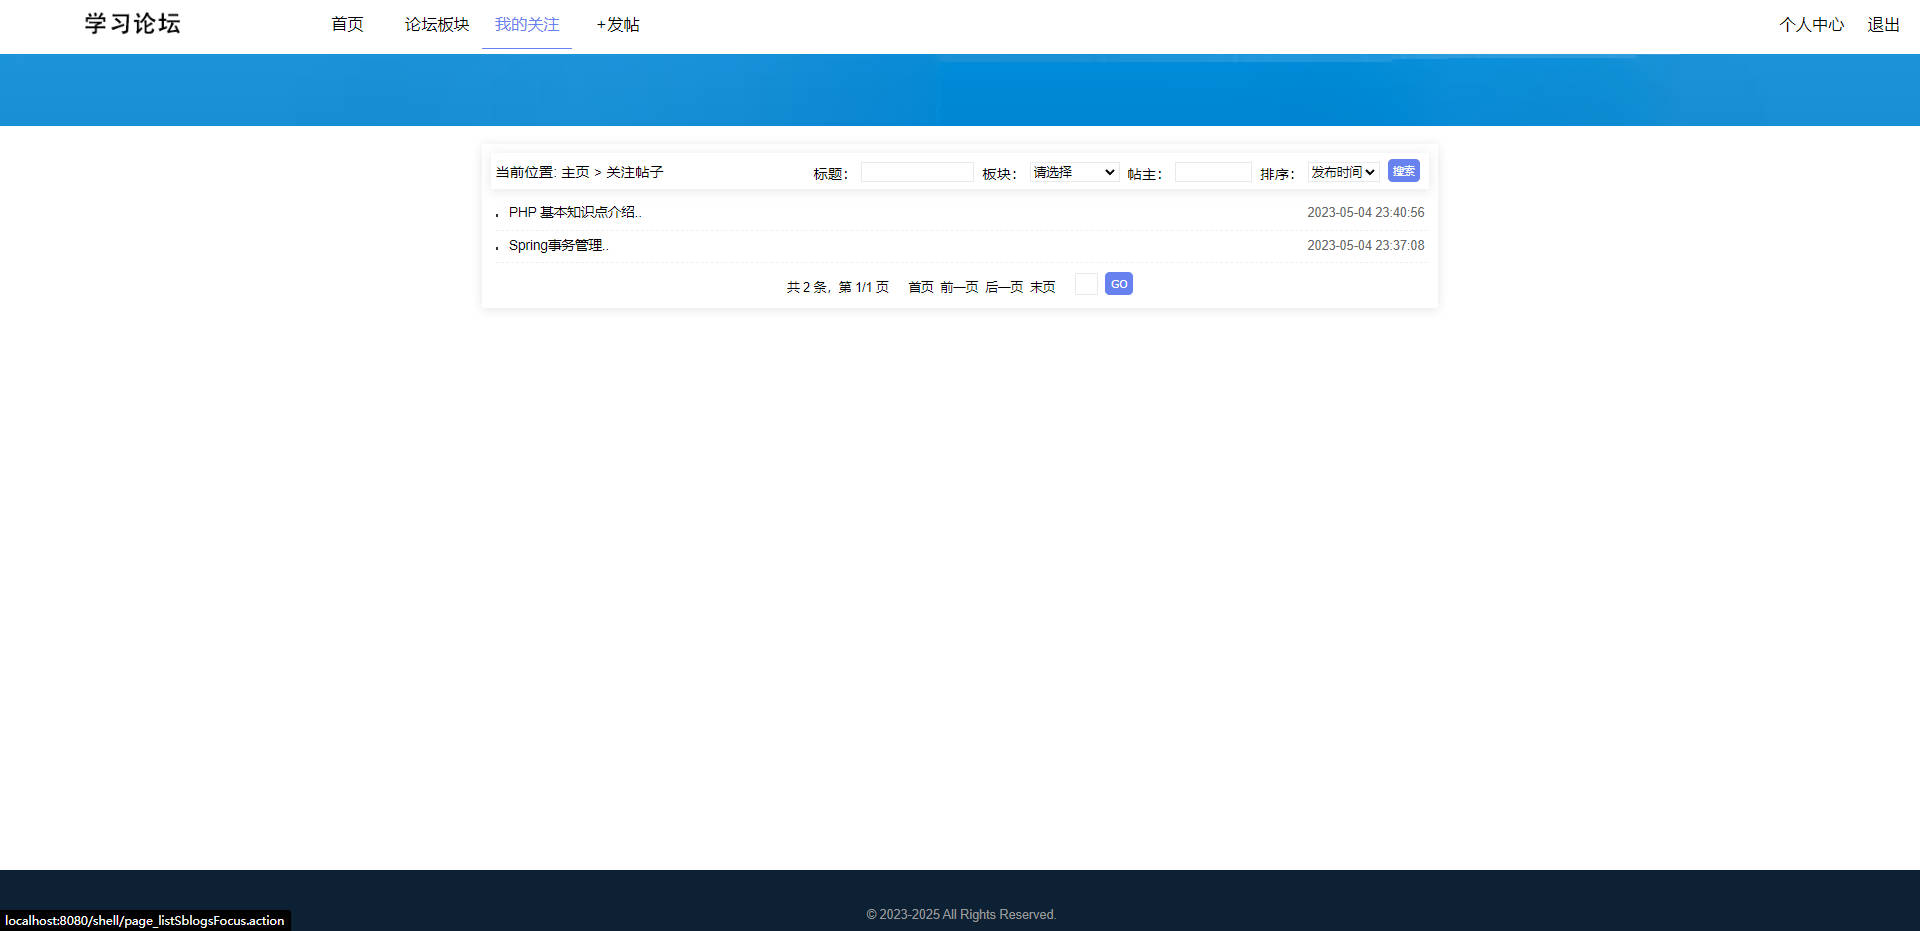 学习论坛 首页 论坛板块 我的关注 +发帖 个人中心 退出
当前位置: 主页 > 关注帖子 标题： 板块： 请选择 帖主： 排序： 发布时间 搜索
PHP 基本知识点介绍.. 2023-05-04 23:40:56
Spring事务管理.. 2023-05-04 23:37:08
共 2 条，第 1/1 页 首页 前一页 后一页 末页 GO
© 2023-2025 All Rights Reserved.
localhost:8080/shell/page_listSblogsFocus.action